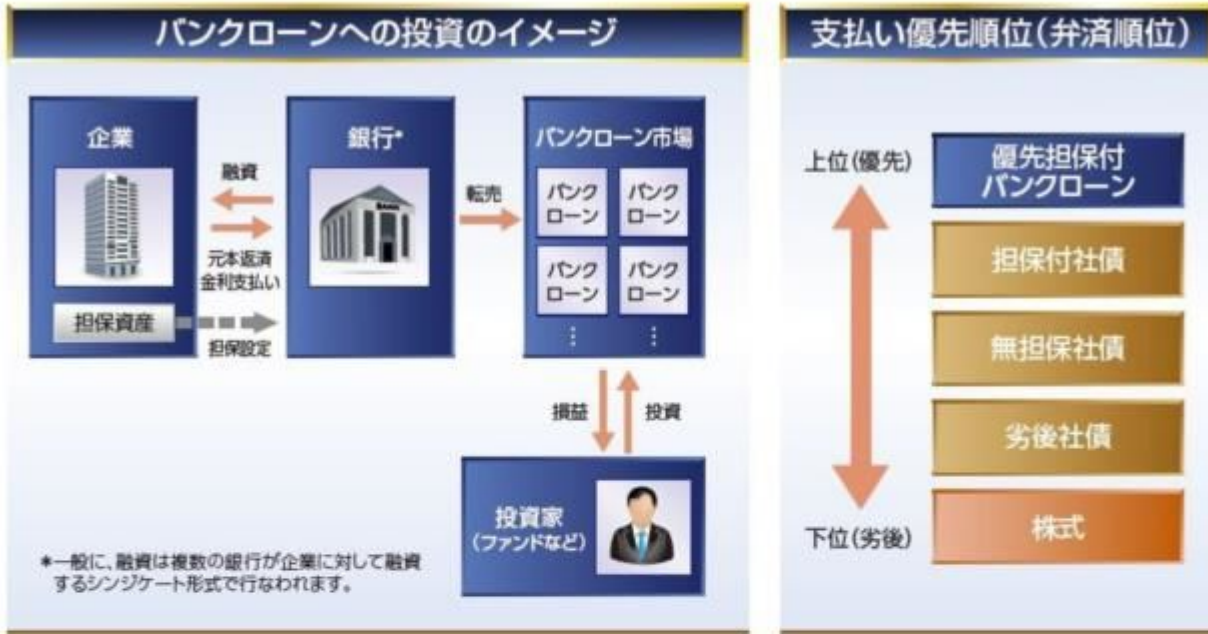 バンクローンへの投資のイメージ
企業
融資
元本返済
金利支払い
担保資産
担保設定
銀行*
BANK
転売
バンクローン市場
バンク
ローン
バンク
ローン
バンク
ローン
バンク
ローン
⋮
⋮
損益
投資
投資家
(ファンドなど)
*一般に、融資は複数の銀行が企業に対して融資
するシンジケート形式で行なわれます。
支払い優先順位(弁済順位)
上位(優先)
下位(劣後)
優先担保付
バンクローン
担保付社債
無担保社債
劣後社債
株式